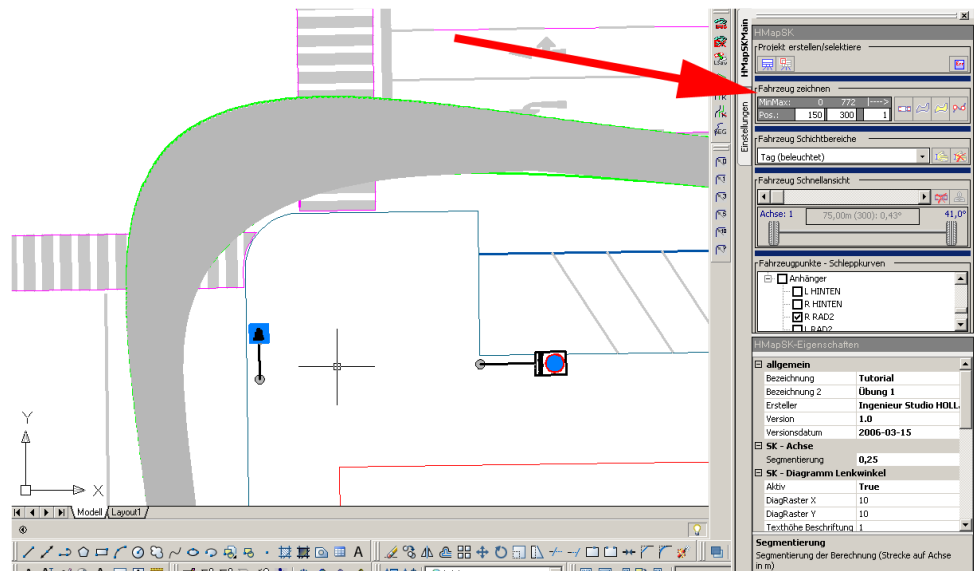 HMapSK
Projekt erstellen/selektiere
Fahrzeug zeichnen
MinMax: 0 772 |---->
Pos.: 150 300 1
Fahrzeug Schichtbereiche
Tag (beleuchtet)
Fahrzeug Schnellansicht
Achse: 1 75,00m (300): 0,43° 41,0°
Fahrzeugpunkte - Schleppkurven
Anhänger
L HINTEN
R HINTEN
R RAD2
L RAD2
HMapSK-Eigenschaften
allgemein
Bezeichnung Tutorial
Bezeichnung 2 Übung 1
Ersteller Ingenieur Studio HOLL.
Version 1.0
Versionsdatum 2006-03-15
SK - Achse
Segmentierung 0,25
SK - Diagramm Lenkwinkel
Aktiv True
DiagRaster X 10
DiagRaster Y 10
Texthöhe Beschriftung 1
Segmentierung
Segmentierung der Berechnung (Strecke auf Achse
in m)
HMapSKMain
Einstellungen
Y
X
Modell
Layout1